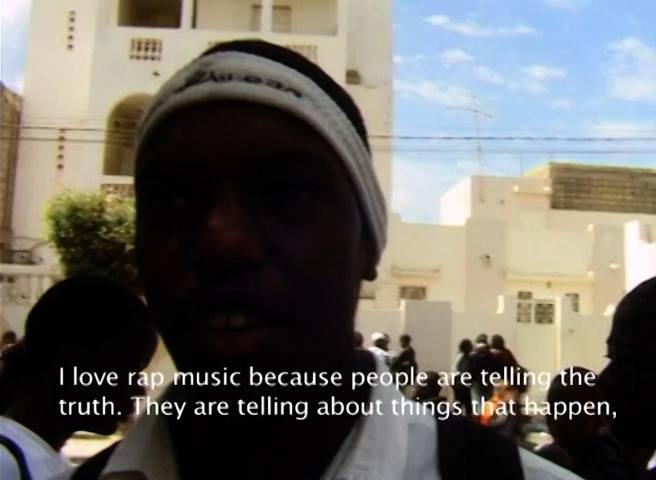 I love rap music because people are telling the
truth. They are telling about things that happen,